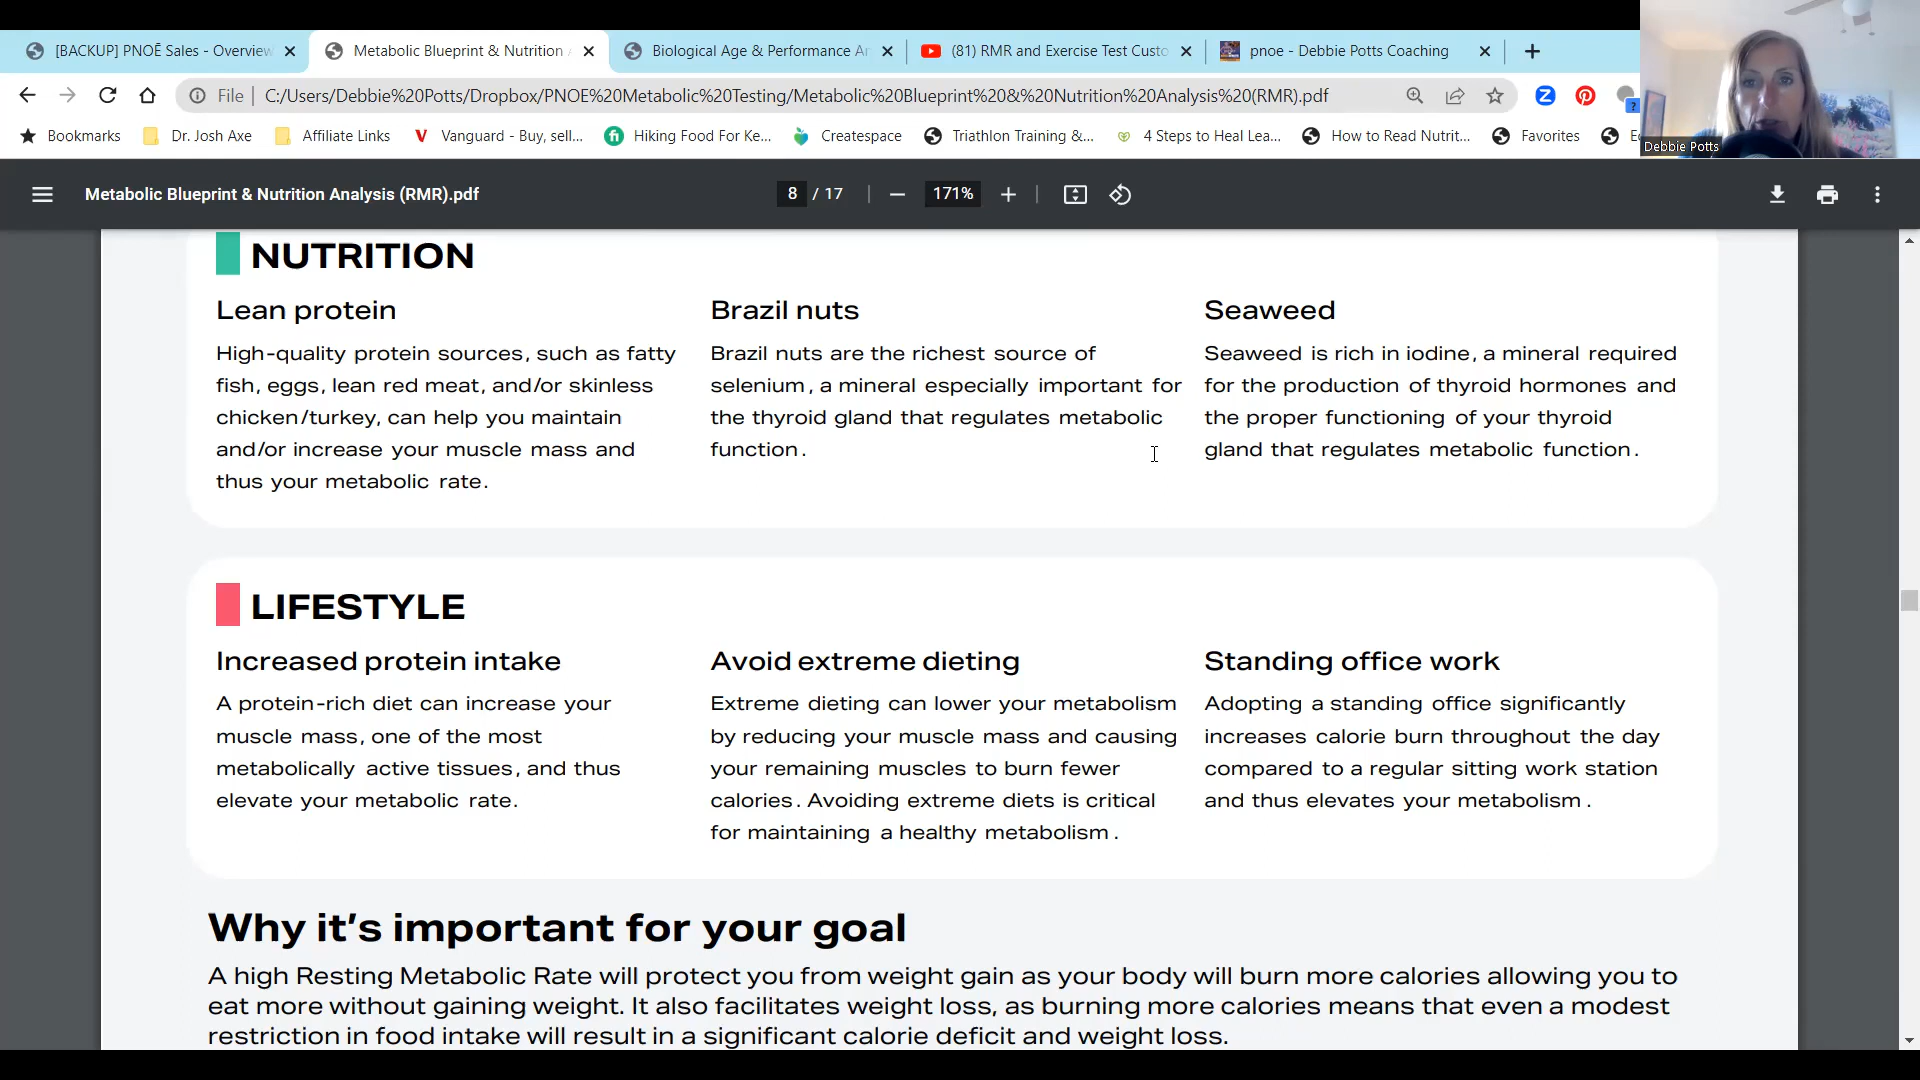 [BACKUP] PNOĒ Sales - Overview
Metabolic Blueprint & Nutrition
Biological Age & Performance An
(81) RMR and Exercise Test Custo
pnoe - Debbie Potts Coaching
File | C:/Users/Debbie%20Potts/Dropbox/PNOE%20Metabolic%20Testing/Metabolic%20Blueprint%20&%20Nutrition%20Analysis%20(RMR).pdf
Bookmarks
Dr. Josh Axe
Affiliate Links
Vanguard - Buy, sell...
Hiking Food For Ke...
Createspace
Triathlon Training &...
4 Steps to Heal Lea...
How to Read Nutrit...
Favorites
Debbie Potts
Metabolic Blueprint & Nutrition Analysis (RMR).pdf
8 / 17
171%
NUTRITION
Lean protein
High-quality protein sources, such as fatty
fish, eggs, lean red meat, and/or skinless
chicken/turkey, can help you maintain
and/or increase your muscle mass and
thus your metabolic rate.
Brazil nuts
Brazil nuts are the richest source of
selenium, a mineral especially important for
the thyroid gland that regulates metabolic
function.
Seaweed
Seaweed is rich in iodine, a mineral required
for the production of thyroid hormones and
the proper functioning of your thyroid
gland that regulates metabolic function.
LIFESTYLE
Increased protein intake
A protein-rich diet can increase your
muscle mass, one of the most
metabolically active tissues, and thus
elevate your metabolic rate.
Avoid extreme dieting
Extreme dieting can lower your metabolism
by reducing your muscle mass and causing
your remaining muscles to burn fewer
calories. Avoiding extreme diets is critical
for maintaining a healthy metabolism.
Standing office work
Adopting a standing office significantly
increases calorie burn throughout the day
compared to a regular sitting work station
and thus elevates your metabolism.
Why it's important for your goal
A high Resting Metabolic Rate will protect you from weight gain as your body will burn more calories allowing you to
eat more without gaining weight. It also facilitates weight loss, as burning more calories means that even a modest
restriction in food intake will result in a significant calorie deficit and weight loss.